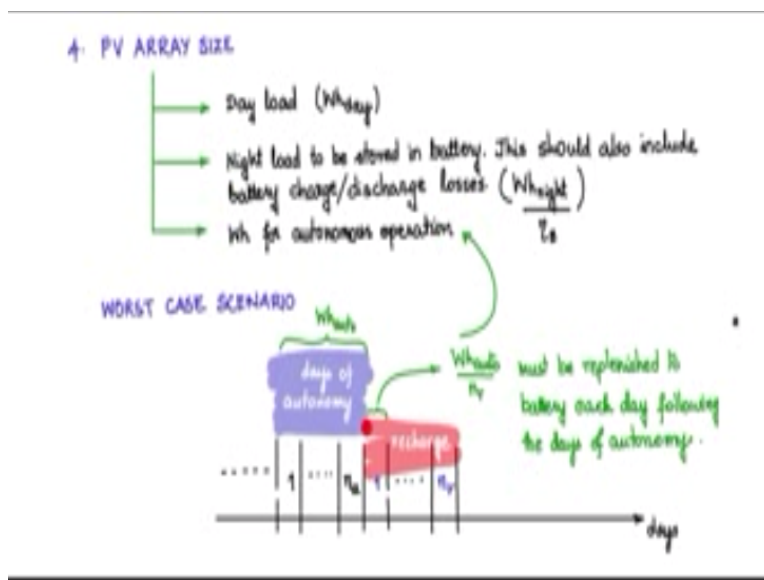 4. PV ARRAY SIZE
Day load (Wh_day)
Night load to be stored in battery. This should also include
battery charge/discharge losses (Wh_night / η_B)
Wh for autonomous operation
WORST CASE SCENARIO
Wh_auto
days of
autonomy
Wh_auto / n_r must be replenished to
battery each day following
the days of autonomy.
recharge
1 .... n_a 1 .... n_r
days